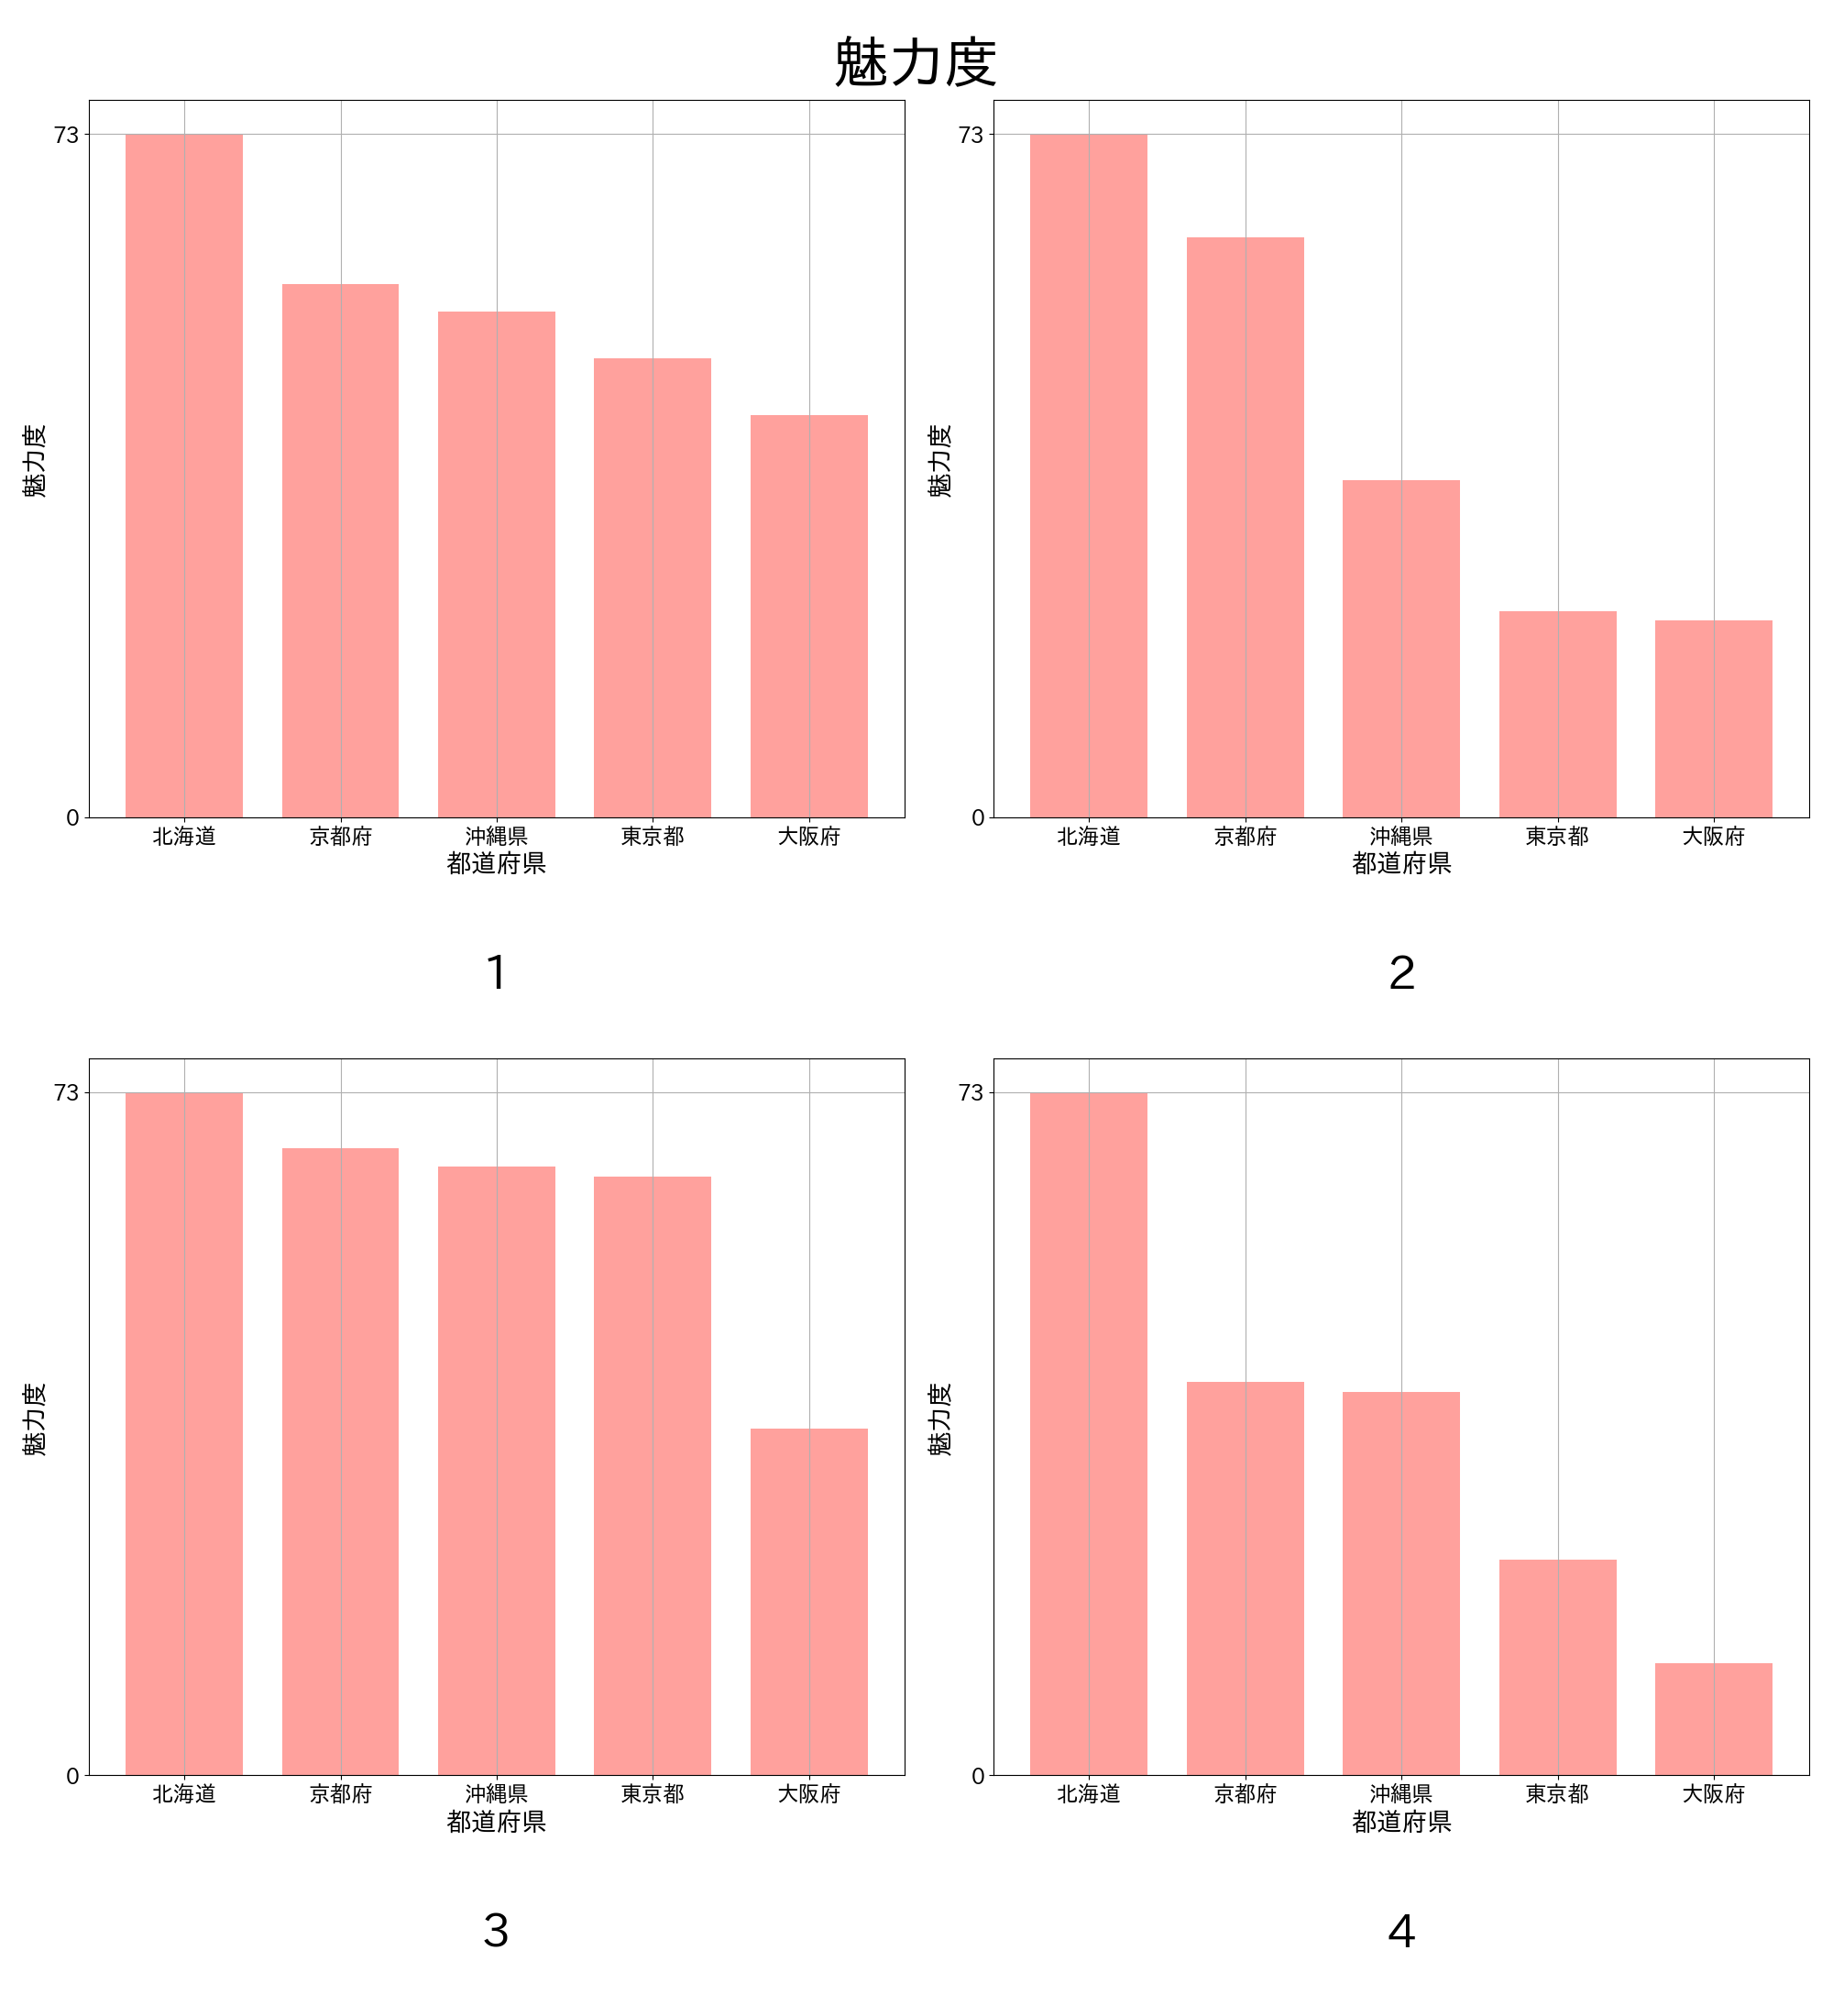 魅力度
73
魅力度
0
北海道 京都府 沖縄県 東京都 大阪府
都道府県
1
73
魅力度
0
北海道 京都府 沖縄県 東京都 大阪府
都道府県
2
73
魅力度
0
北海道 京都府 沖縄県 東京都 大阪府
都道府県
3
73
魅力度
0
北海道 京都府 沖縄県 東京都 大阪府
都道府県
4